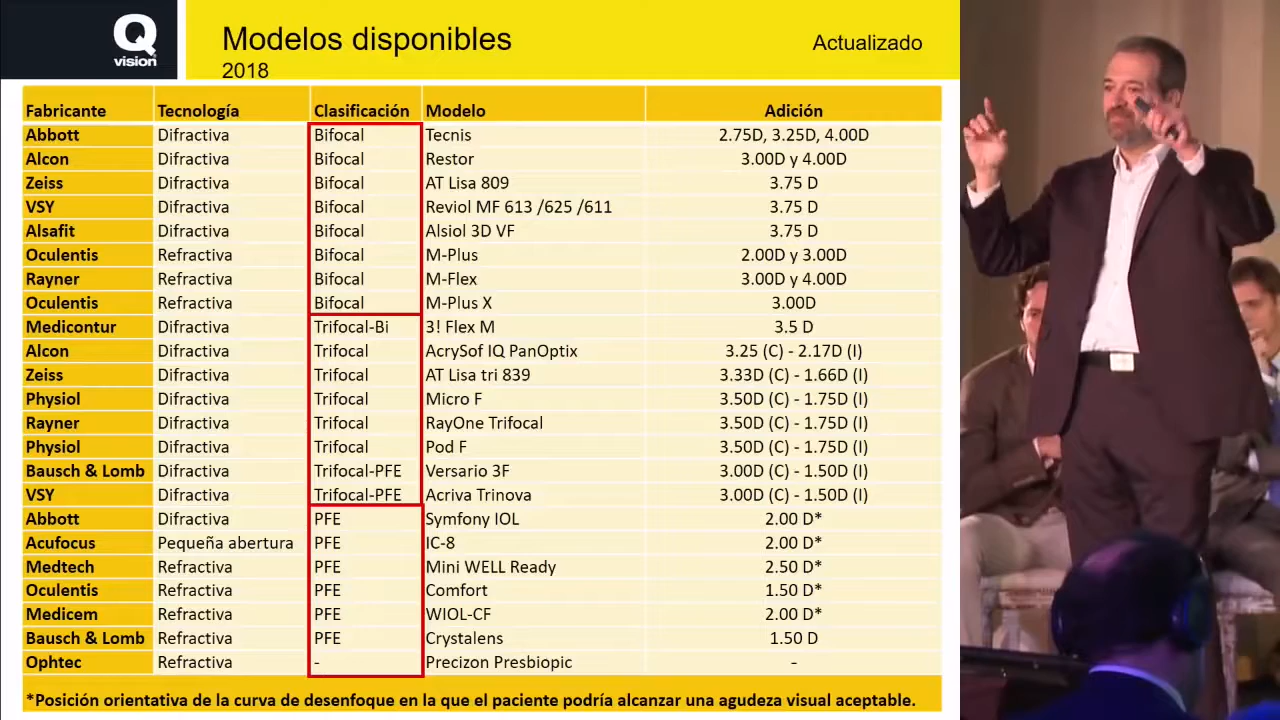 Q
vision
Modelos disponibles
Actualizado
2018
Fabricante Tecnología Clasificación Modelo Adición
Abbott Difractiva Bifocal Tecnis 2.75D, 3.25D, 4.00D
Alcon Difractiva Bifocal Restor 3.00D y 4.00D
Zeiss Difractiva Bifocal AT Lisa 809 3.75 D
VSY Difractiva Bifocal Reviol MF 613 /625 /611 3.75 D
Alsafit Difractiva Bifocal Alsiol 3D VF 3.75 D
Oculentis Refractiva Bifocal M-Plus 2.00D y 3.00D
Rayner Refractiva Bifocal M-Flex 3.00D y 4.00D
Oculentis Refractiva Bifocal M-Plus X 3.00D
Medicontur Difractiva Trifocal-Bi 3! Flex M 3.5 D
Alcon Difractiva Trifocal AcrySof IQ PanOptix 3.25 (C) - 2.17D (I)
Zeiss Difractiva Trifocal AT Lisa tri 839 3.33D (C) - 1.66D (I)
Physiol Difractiva Trifocal Micro F 3.50D (C) - 1.75D (I)
Rayner Difractiva Trifocal RayOne Trifocal 3.50D (C) - 1.75D (I)
Physiol Difractiva Trifocal Pod F 3.50D (C) - 1.75D (I)
Bausch & Lomb Difractiva Trifocal-PFE Versario 3F 3.00D (C) - 1.50D (I)
VSY Difractiva Trifocal-PFE Acriva Trinova 3.00D (C) - 1.50D (I)
Abbott Difractiva PFE Symfony IOL 2.00 D*
Acufocus Pequeña abertura PFE IC-8 2.00 D*
Medtech Refractiva PFE Mini WELL Ready 2.50 D*
Oculentis Refractiva PFE Comfort 1.50 D*
Medicem Refractiva PFE WIOL-CF 2.00 D*
Bausch & Lomb Refractiva PFE Crystalens 1.50 D
Ophtec Refractiva - Precizon Presbiopic -
*Posición orientativa de la curva de desenfoque en la que el paciente podría alcanzar una agudeza visual aceptable.